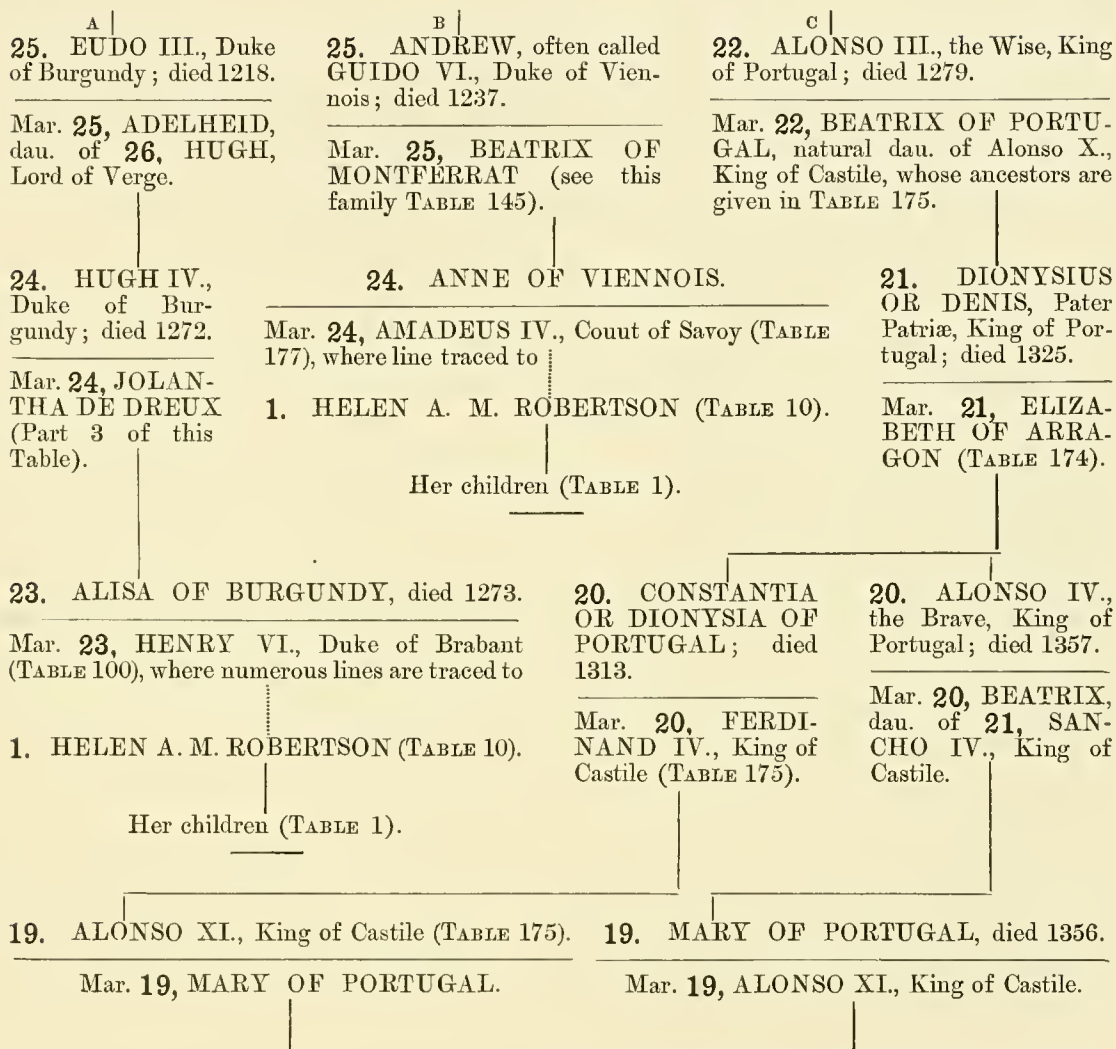 A
25. EUDO III., Duke
of Burgundy; died 1218.
Mar. 25, ADELHEID,
dau. of 26, HUGH,
Lord of Verge.
B
25. ANDREW, often called
GUIDO VI., Duke of Vien-
nois; died 1237.
Mar. 25, BEATRIX OF
MONTFERRAT (see this
family TABLE 145).
C
22. ALONSO III., the Wise, King
of Portugal; died 1279.
Mar. 22, BEATRIX OF PORTU-
GAL, natural dau. of Alonso X.,
King of Castile, whose ancestors are
given in TABLE 175.
24. HUGH IV.,
Duke of Bur-
gundy; died 1272.
Mar. 24, JOLAN-
THA DE DREUX
(Part 3 of this
Table).
24. ANNE OF VIENNOIS.
Mar. 24, AMADEUS IV., Couut of Savoy (TABLE
177), where line traced to
1. HELEN A. M. ROBERTSON (TABLE 10).
Her children (TABLE 1).
21. DIONYSIUS
OR DENIS, Pater
Patriæ, King of Por-
tugal; died 1325.
Mar. 21, ELIZA-
BETH OF ARRA-
GON (TABLE 174).
23. ALISA OF BURGUNDY, died 1273.
Mar. 23, HENRY VI., Duke of Brabant
(TABLE 100), where numerous lines are traced to
1. HELEN A. M. ROBERTSON (TABLE 10).
Her children (TABLE 1).
20. CONSTANTIA
OR DIONYSIA OF
PORTUGAL; died
1313.
Mar. 20, FERDI-
NAND IV., King of
Castile (TABLE 175).
20. ALONSO IV.,
the Brave, King of
Portugal; died 1357.
Mar. 20, BEATRIX,
dau. of 21, SAN-
CHO IV., King of
Castile.
19. ALONSO XI., King of Castile (TABLE 175).
Mar. 19, MARY OF PORTUGAL.
19. MARY OF PORTUGAL, died 1356.
Mar. 19, ALONSO XI., King of Castile.